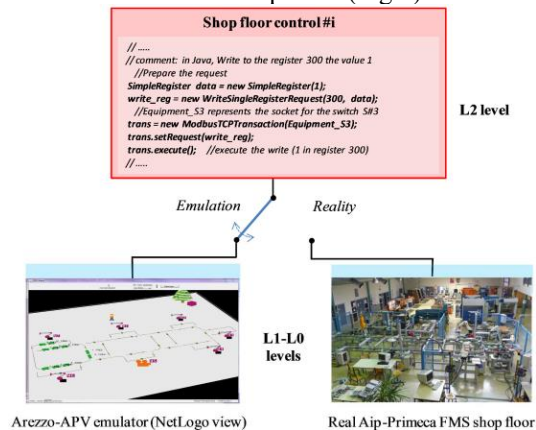 Shop floor control #i
// .....
// comment: in Java, Write to the register 300 the value 1
//Prepare the request
SimpleRegister data = new SimpleRegister(1);
write_reg = new WriteSingleRegisterRequest(300, data);
//Equipment_S3 represents the socket for the switch S#3
trans = new ModbusTCPTransaction(Equipment_S3);
trans.setRequest(write_reg);
trans.execute(); //execute the write (1 in register 300)
// .....
L2 level
Emulation
Reality
L1-L0
levels
Arezzo-APV emulator (NetLogo view)
Real Aip-Primeca FMS shop floor